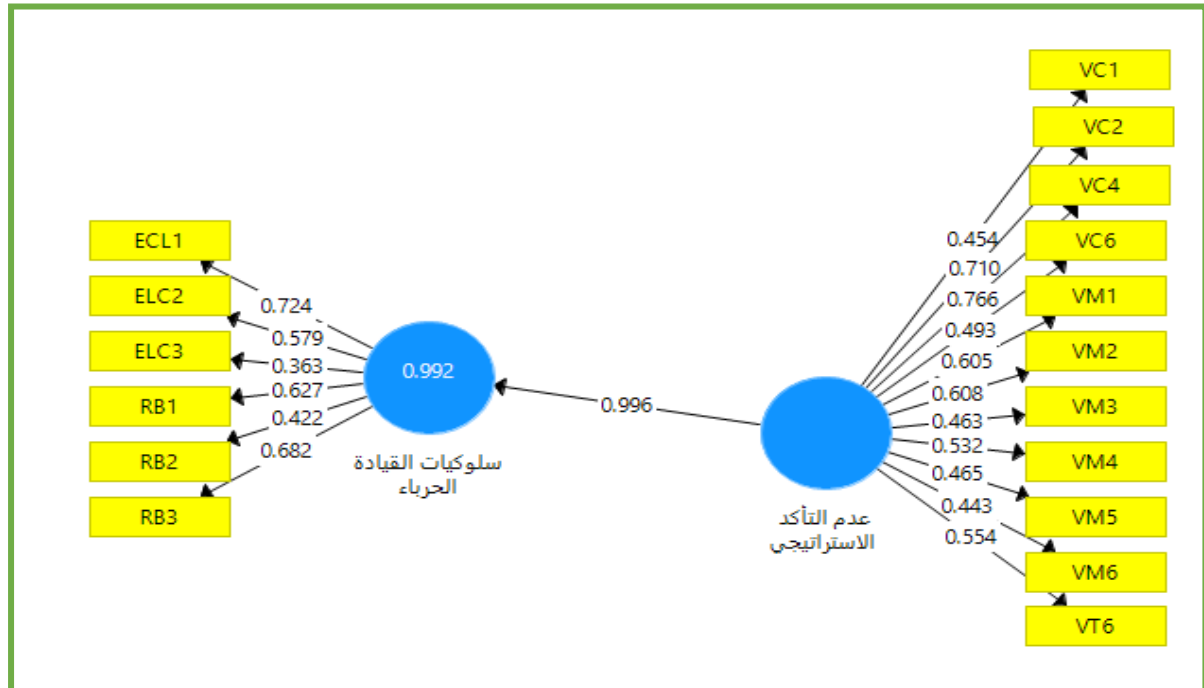 VC1
VC2
VC4
VC6
VM1
VM2
VM3
VM4
VM5
VM6
VT6
0.454
0.710
0.766
0.493
0.605
0.608
0.463
0.532
0.465
0.443
0.554
عدم التأكد
الاستراتيجي
0.996
0.992
سلوكيات القيادة
الحرباء
0.724
0.579
0.363
0.627
0.422
0.682
ECL1
ELC2
ELC3
RB1
RB2
RB3